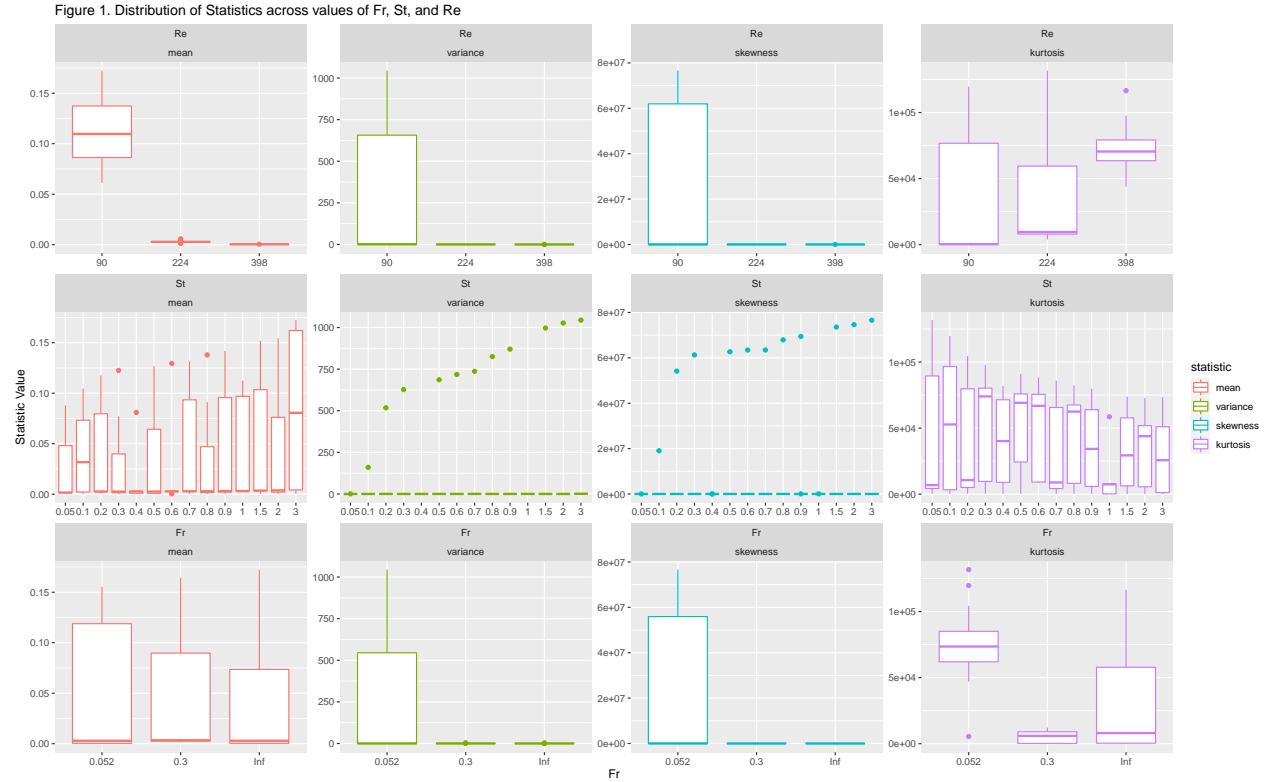 Figure 1. Distribution of Statistics across values of Fr, St, and Re
Re
mean
Re
variance
Re
skewness
Re
kurtosis
0.15
0.10
0.05
0.00
90 224 398
1000
750
500
250
0
90 224 398
8e+07
6e+07
4e+07
2e+07
0e+00
90 224 398
1e+05
5e+04
0e+00
90 224 398
St
mean
St
variance
St
skewness
St
kurtosis
Statistic Value
0.15
0.10
0.05
0.00
0.05 0.1 0.2 0.3 0.4 0.5 0.6 0.7 0.8 0.9 1 1.5 2 3
1000
750
500
250
0
0.05 0.1 0.2 0.3 0.4 0.5 0.6 0.7 0.8 0.9 1 1.5 2 3
8e+07
6e+07
4e+07
2e+07
0e+00
0.05 0.1 0.2 0.3 0.4 0.5 0.6 0.7 0.8 0.9 1 1.5 2 3
1e+05
5e+04
0e+00
0.05 0.1 0.2 0.3 0.4 0.5 0.6 0.7 0.8 0.9 1 1.5 2 3
statistic
mean
variance
skewness
kurtosis
Fr
mean
Fr
variance
Fr
skewness
Fr
kurtosis
0.15
0.10
0.05
0.00
0.052 0.3 Inf
1000
750
500
250
0
0.052 0.3 Inf
8e+07
6e+07
4e+07
2e+07
0e+00
0.052 0.3 Inf
1e+05
5e+04
0e+00
0.052 0.3 Inf
Fr